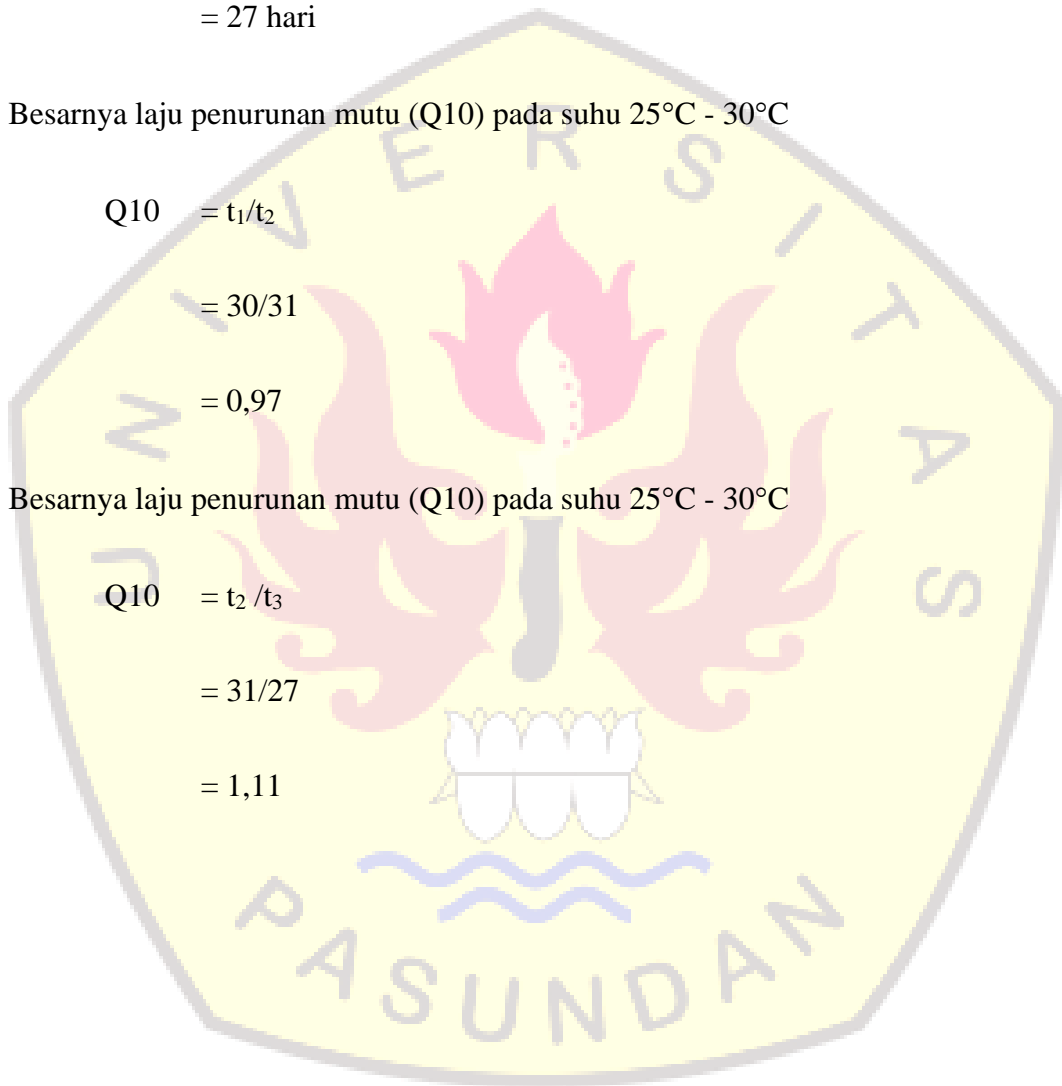 = 27 hari
Besarnya laju penurunan mutu (Q10) pada suhu 25°C - 30°C
Q10 = t₁/t₂
= 30/31
= 0,97
Besarnya laju penurunan mutu (Q10) pada suhu 25°C - 30°C
Q10 = t₂ /t₃
= 31/27
= 1,11
UNIVERSITAS
PASUNDAN